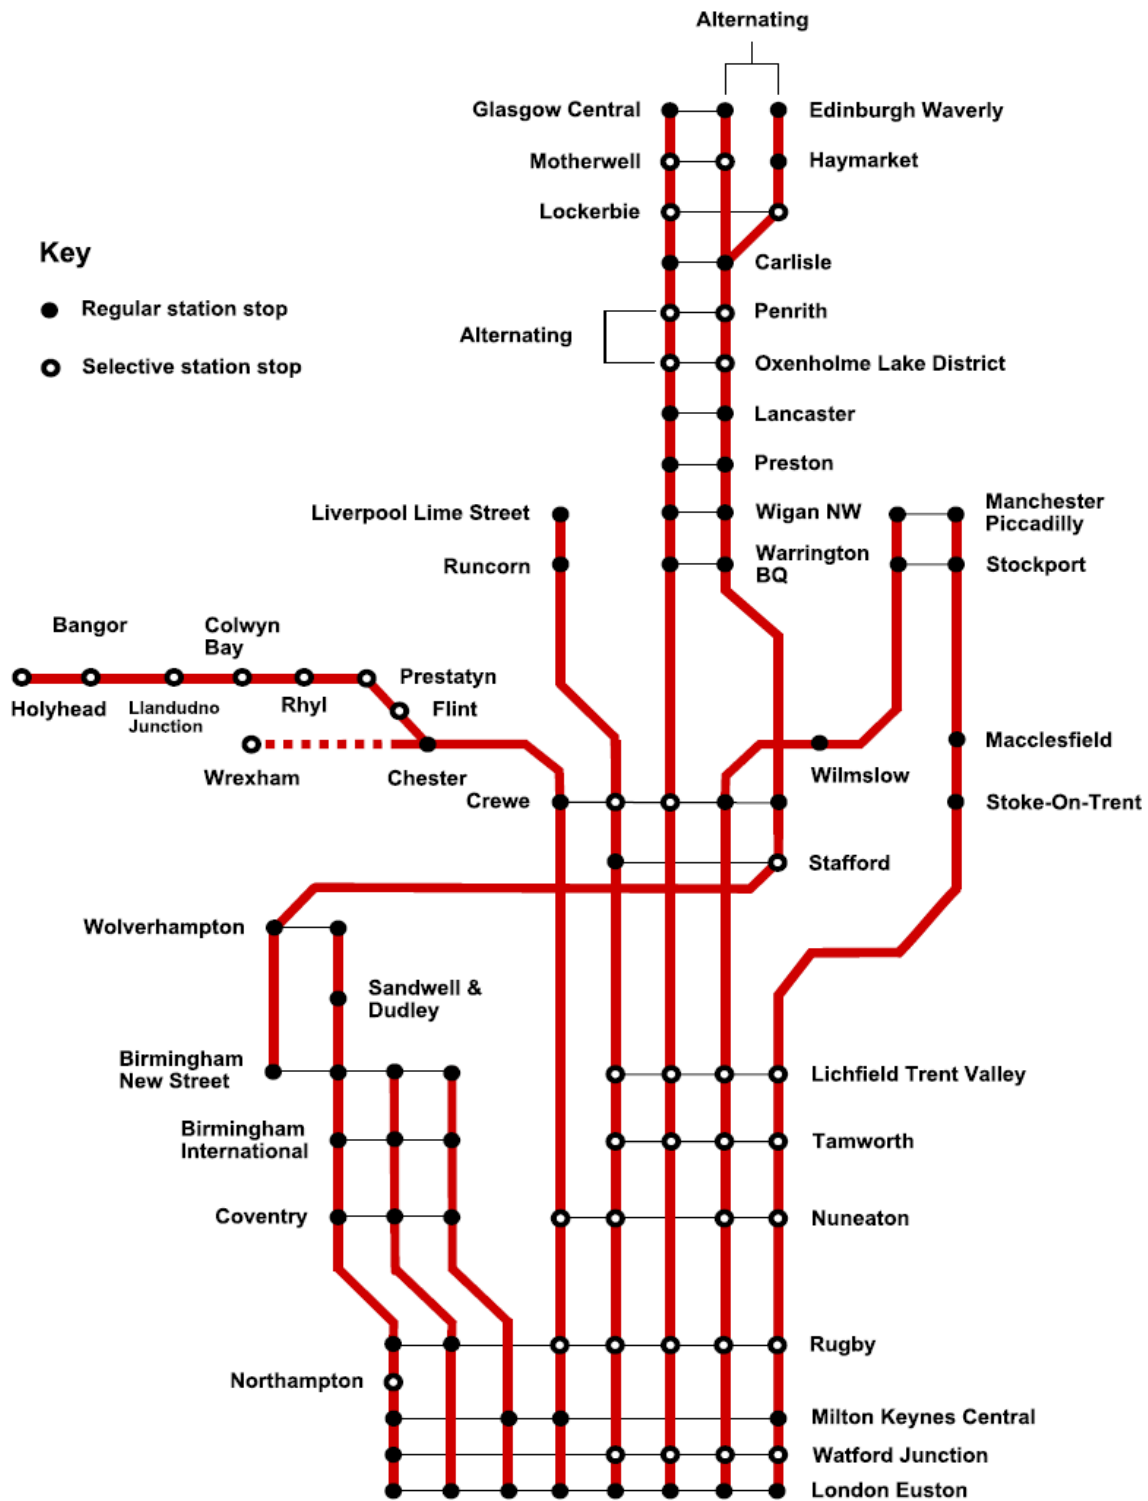 Alternating
Glasgow Central
Edinburgh Waverly
Motherwell
Haymarket
Lockerbie
Key
Carlisle
Regular station stop
Penrith
Alternating
Selective station stop
Oxenholme Lake District
Lancaster
Preston
Liverpool Lime Street
Wigan NW
Manchester
Piccadilly
Runcorn
Warrington
BQ
Stockport
Bangor
Colwyn
Bay
Prestatyn
Holyhead
Llandudno
Junction
Rhyl
Flint
Macclesfield
Wrexham
Chester
Wilmslow
Crewe
Stoke-On-Trent
Stafford
Wolverhampton
Sandwell &
Dudley
Birmingham
New Street
Lichfield Trent Valley
Birmingham
International
Tamworth
Coventry
Nuneaton
Rugby
Northampton
Milton Keynes Central
Watford Junction
London Euston